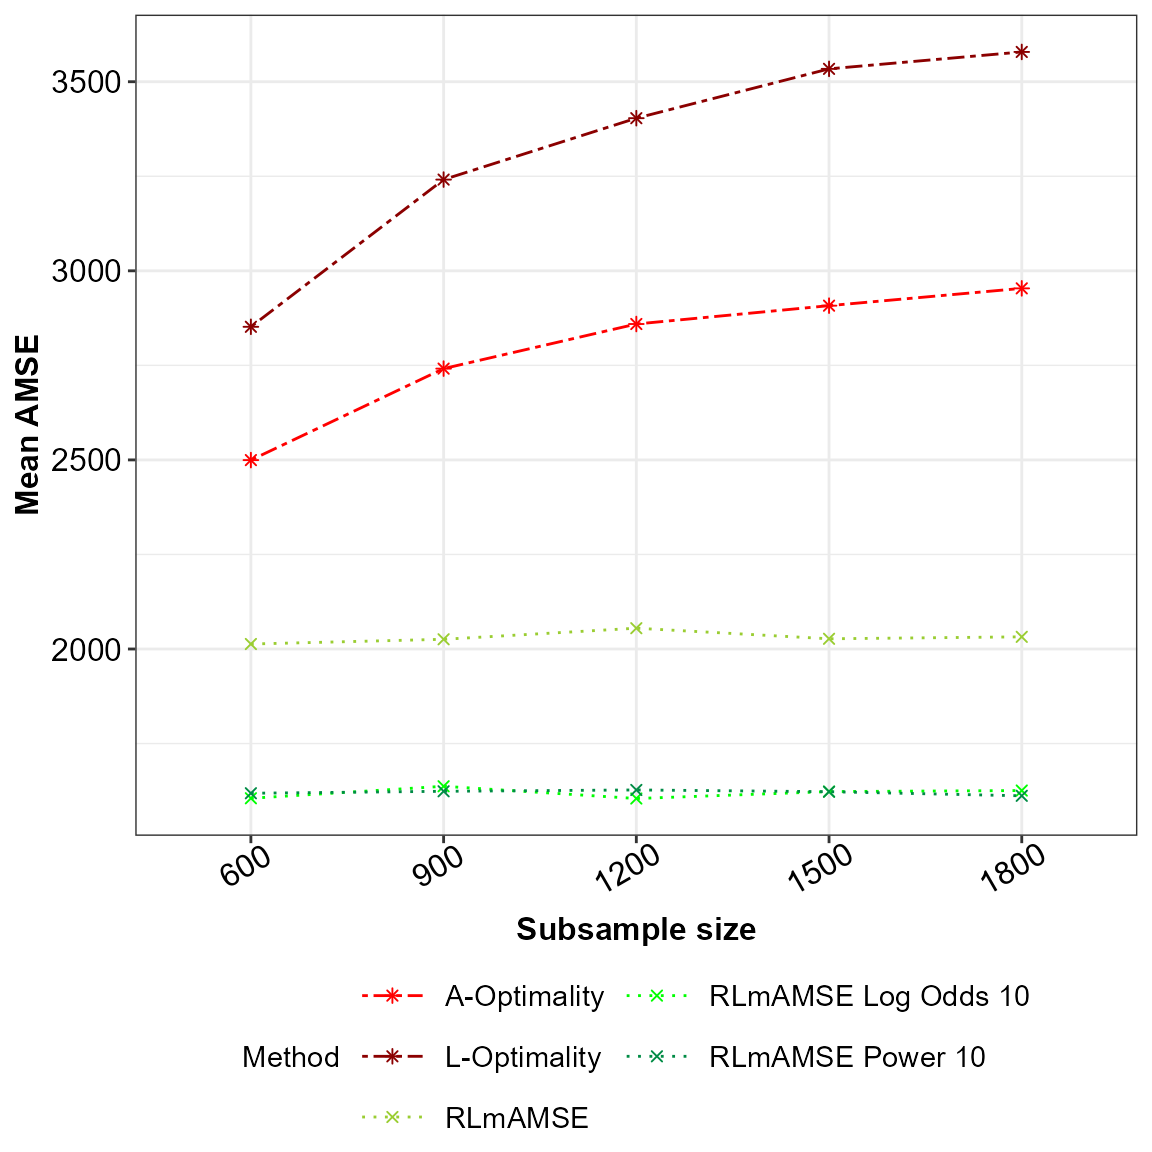 3500
3000
2500
2000
Mean AMSE
600
900
1200
1500
1800
Subsample size
Method
A-Optimality
L-Optimality
RLmAMSE
RLmAMSE Log Odds 10
RLmAMSE Power 10